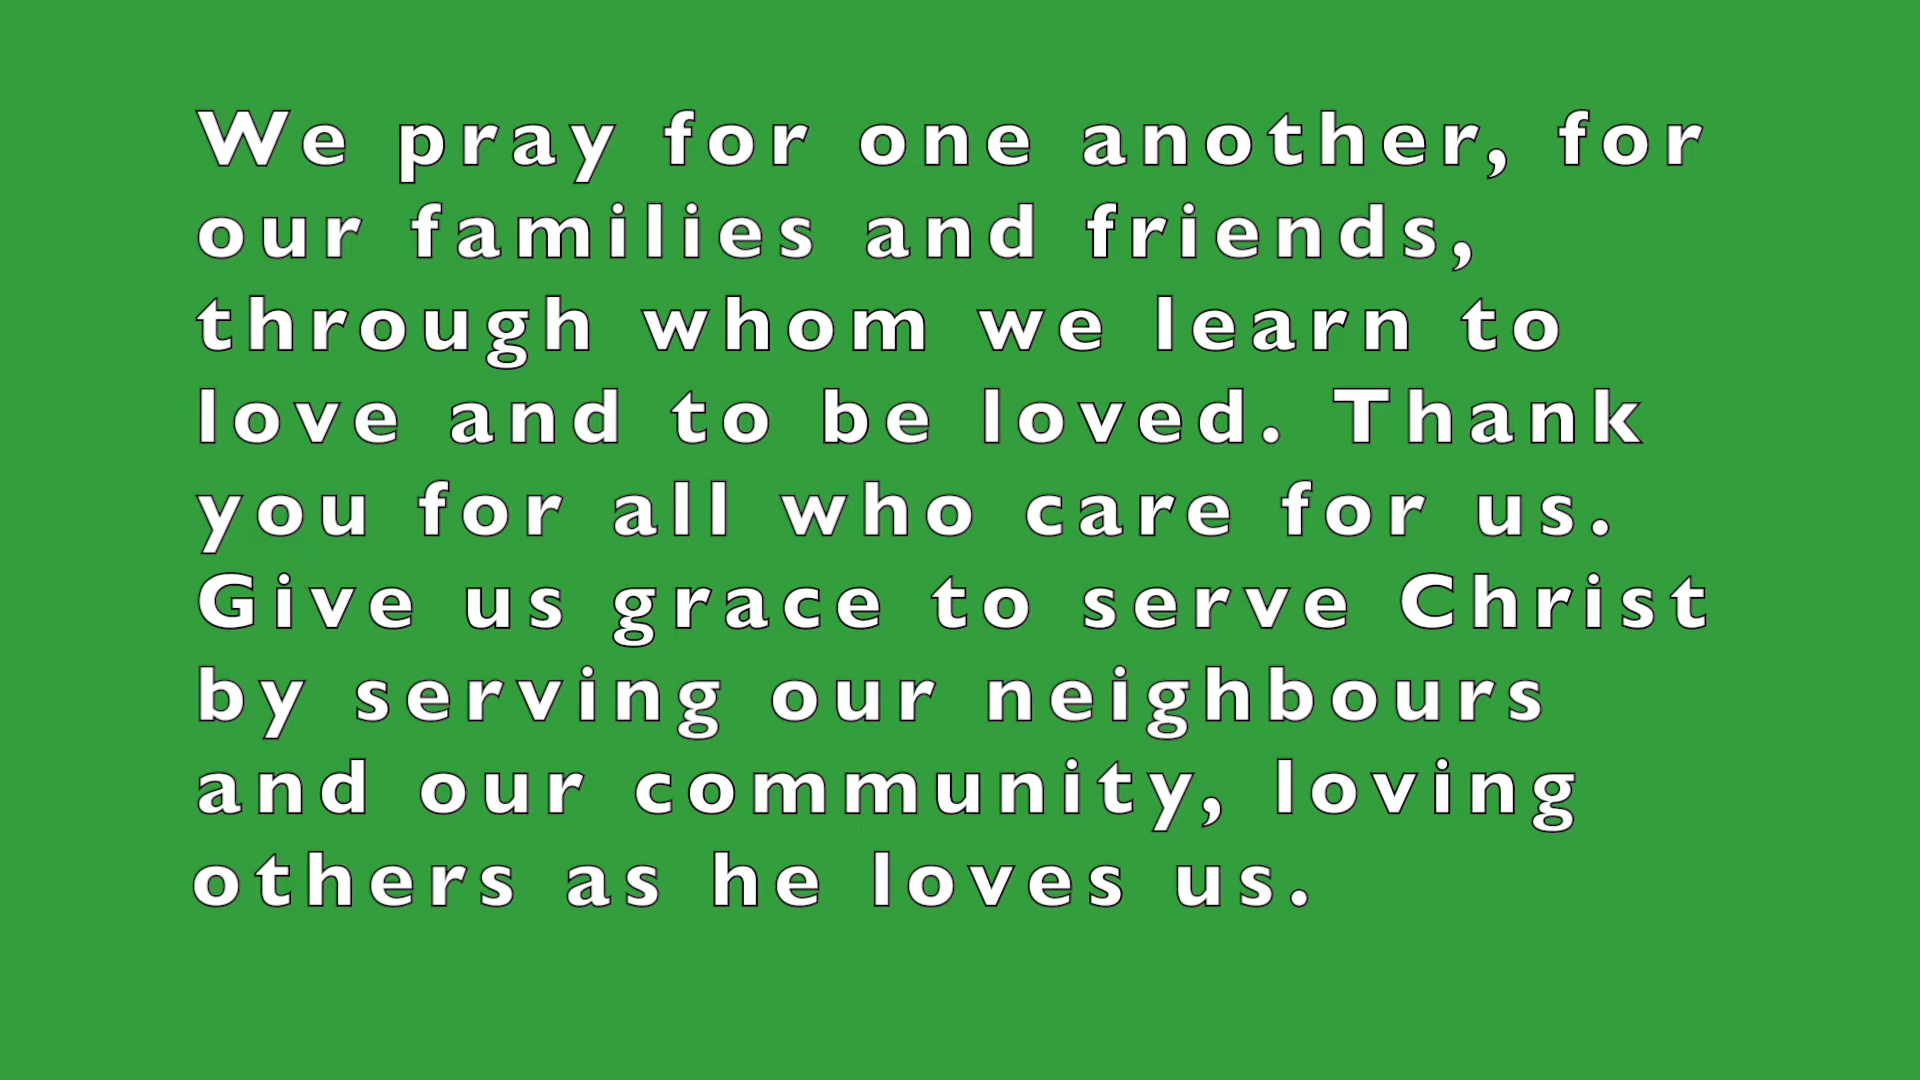 We pray for one another, for
our families and friends,
through whom we learn to
love and to be loved. Thank
you for all who care for us.
Give us grace to serve Christ
by serving our neighbours
and our community, loving
others as he loves us.